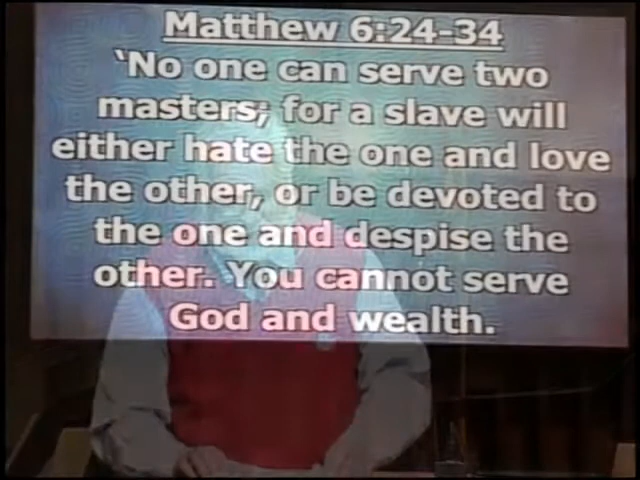 Matthew 6:24-34
‘No one can serve two
masters; for a slave will
either hate the one and love
the other, or be devoted to
the one and despise the
other. You cannot serve
God and wealth.